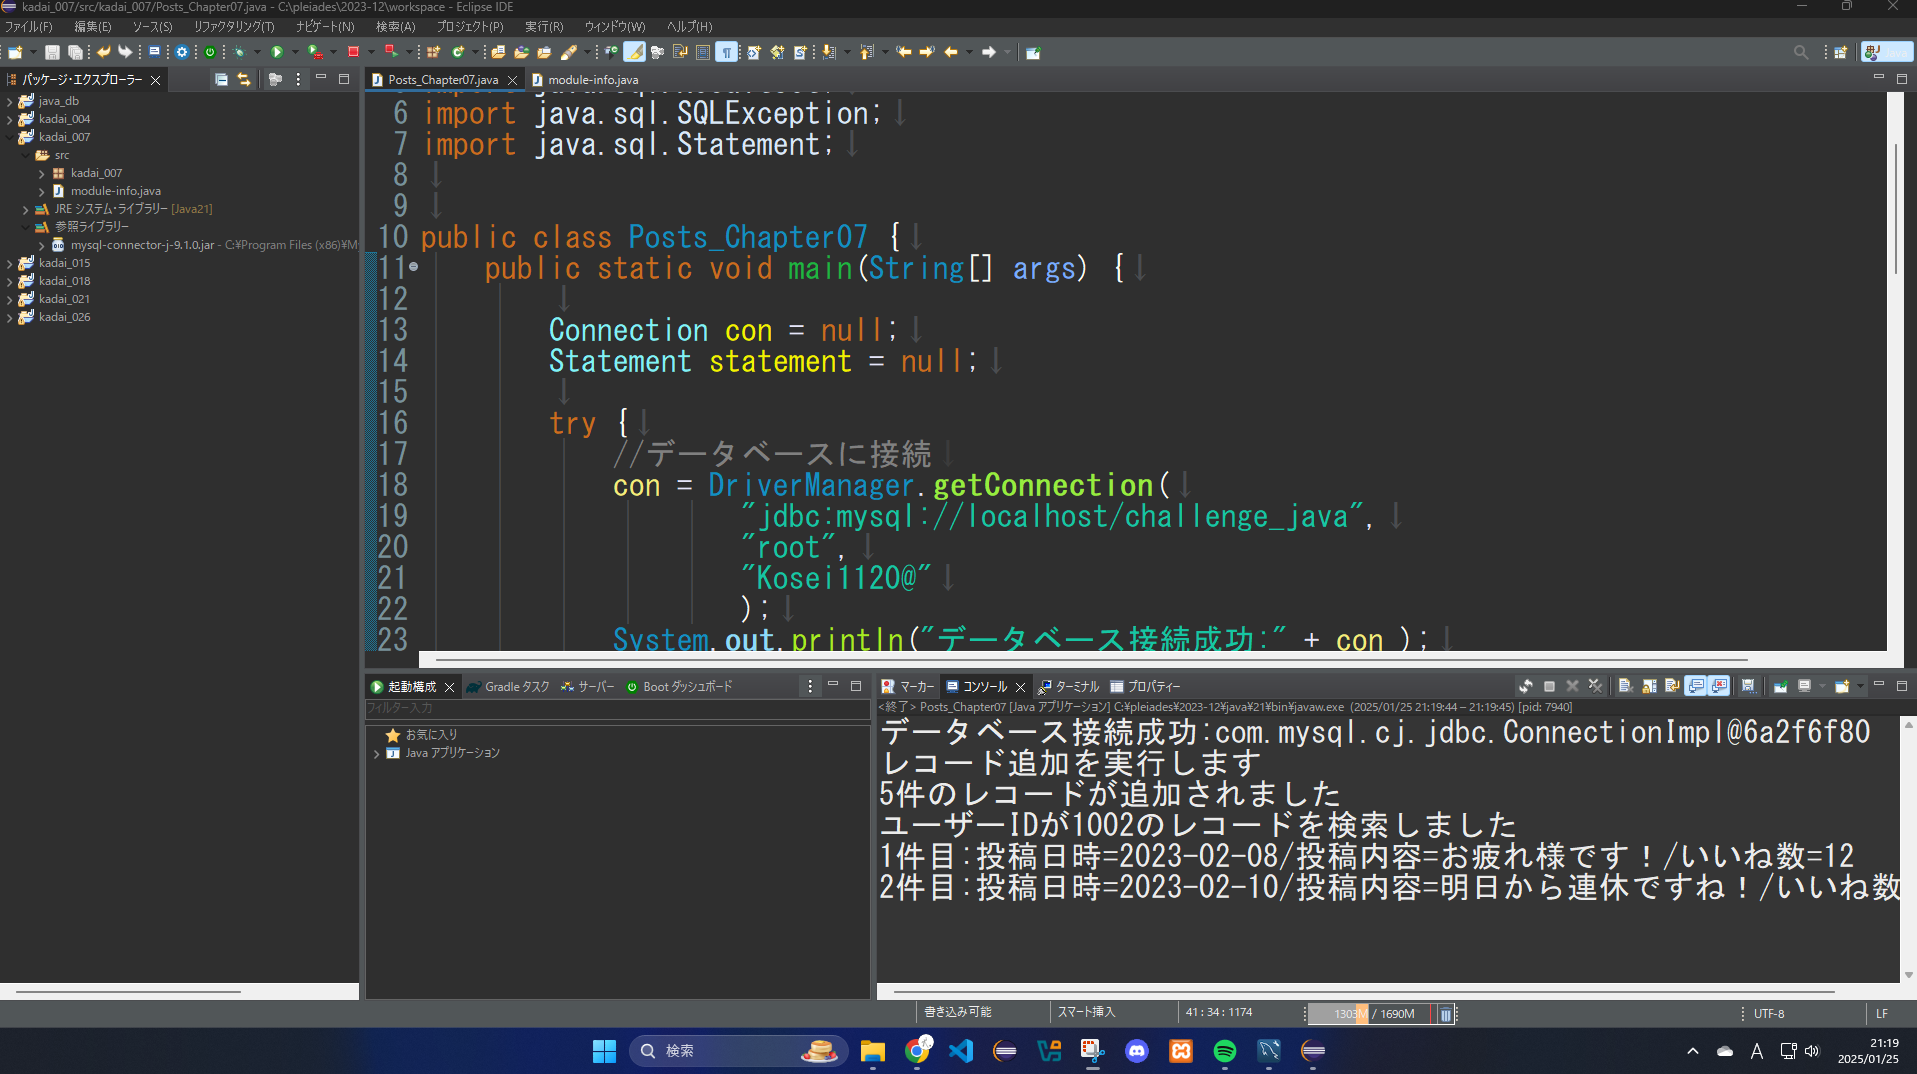 kadai_007/src/kadai_007/Posts_Chapter07.java - C:\pleiades\2023-12\workspace - Eclipse IDE
ファイル(F) 編集(E) ソース(S) リファクタリング(T) ナビゲート(N) 検索(A) プロジェクト(P) 実行(R) ウィンドウ(W) ヘルプ(H)
パッケージ・エクスプローラー
java_db
kadai_004
kadai_007
src
kadai_007
module-info.java
JRE システム・ライブラリー [Java21]
参照ライブラリー
mysql-connector-j-9.1.0.jar - C:¥Program Files (x86)¥M
kadai_015
kadai_018
kadai_021
kadai_026
Posts_Chapter07.java module-info.java
6 import java.sql.SQLException;↓
7 import java.sql.Statement;↓
8 ↓
9 ↓
10 public class Posts_Chapter07 {↓
11 public static void main(String[] args) {↓
12 ↓
13 Connection con = null;↓
14 Statement statement = null;↓
15 ↓
16 try {↓
17 //データベースに接続↓
18 con = DriverManager.getConnection(↓
19 "jdbc:mysql://localhost/challenge_java",↓
20 "root",↓
21 "Kosei1120@"↓
22 );↓
23 System.out.println("データベース接続成功:" + con );↓
起動構成 Gradle タスク サーバー Boot ダッシュボード
フィルター入力
お気に入り
Java アプリケーション
マーカー コンソール ターミナル プロパティー
<終了> Posts_Chapter07 [Java アプリケーション] C:¥pleiades¥2023-12¥java¥21¥bin¥javaw.exe (2025/01/25 21:19:44 – 21:19:45) [pid: 7940]
データベース接続成功:com.mysql.cj.jdbc.ConnectionImpl@6a2f6f80
レコード追加を実行します
5件のレコードが追加されました
ユーザーIDが1002のレコードを検索しました
1件目:投稿日時=2023-02-08/投稿内容=お疲れ様です！/いいね数=12
2件目:投稿日時=2023-02-10/投稿内容=明日から連休ですね！/いいね数
書き込み可能 スマート挿入 41 : 34 : 1174 1303M / 1690M UTF-8 LF
検索
A
21:19
2025/01/25